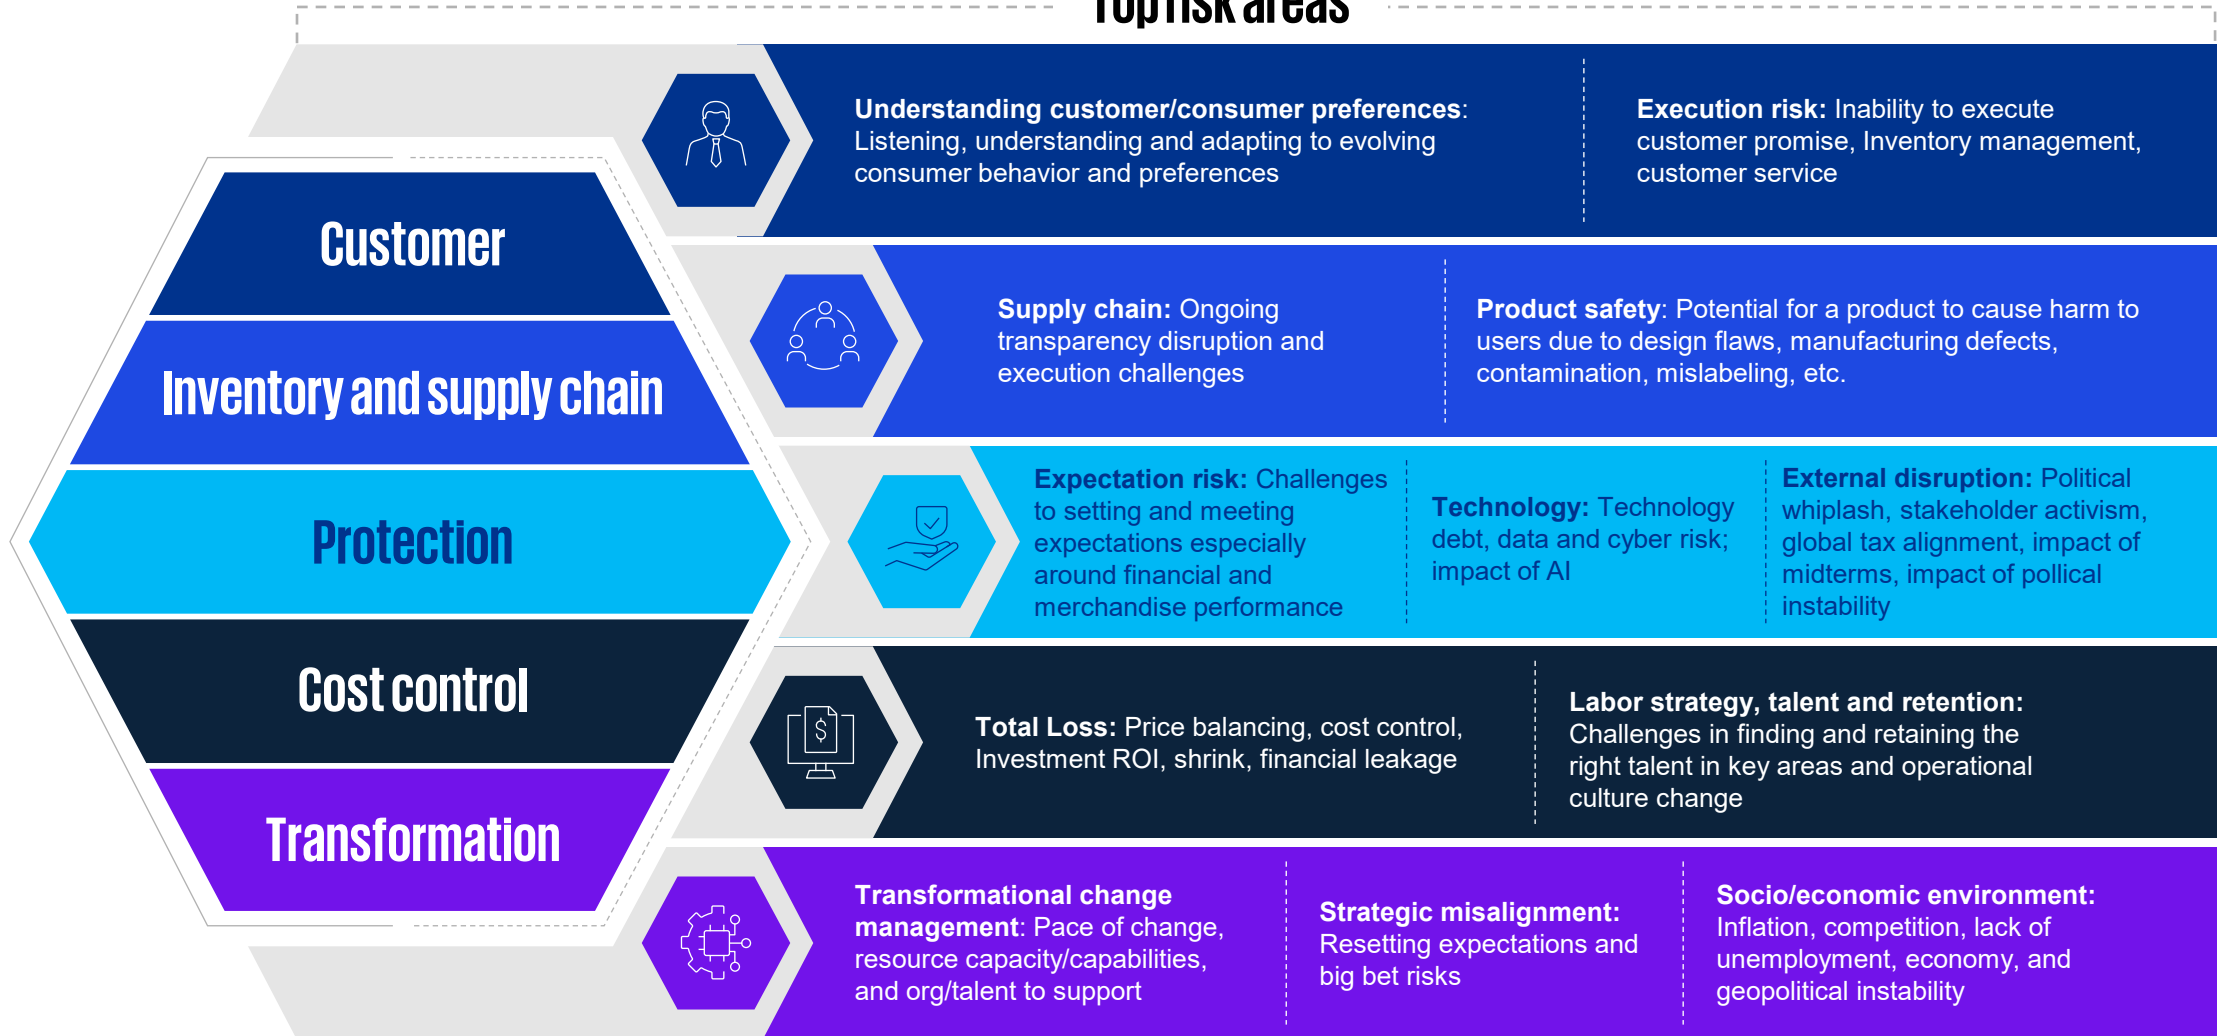 Top risk areas
Customer
Inventory and supply chain
Protection
Cost control
Transformation
Understanding customer/consumer preferences:
Listening, understanding and adapting to evolving
consumer behavior and preferences
Execution risk: Inability to execute
customer promise, Inventory management,
customer service
Supply chain: Ongoing
transparency disruption and
execution challenges
Product safety: Potential for a product to cause harm to
users due to design flaws, manufacturing defects,
contamination, mislabeling, etc.
Expectation risk: Challenges
to setting and meeting
expectations especially
around financial and
merchandise performance
Technology: Technology
debt, data and cyber risk;
impact of AI
External disruption: Political
whiplash, stakeholder activism,
global tax alignment, impact of
midterms, impact of pollical
instability
$
Total Loss: Price balancing, cost control,
Investment ROI, shrink, financial leakage
Labor strategy, talent and retention:
Challenges in finding and retaining the
right talent in key areas and operational
culture change
Transformational change
management: Pace of change,
resource capacity/capabilities,
and org/talent to support
Strategic misalignment:
Resetting expectations and
big bet risks
Socio/economic environment:
Inflation, competition, lack of
unemployment, economy, and
geopolitical instability